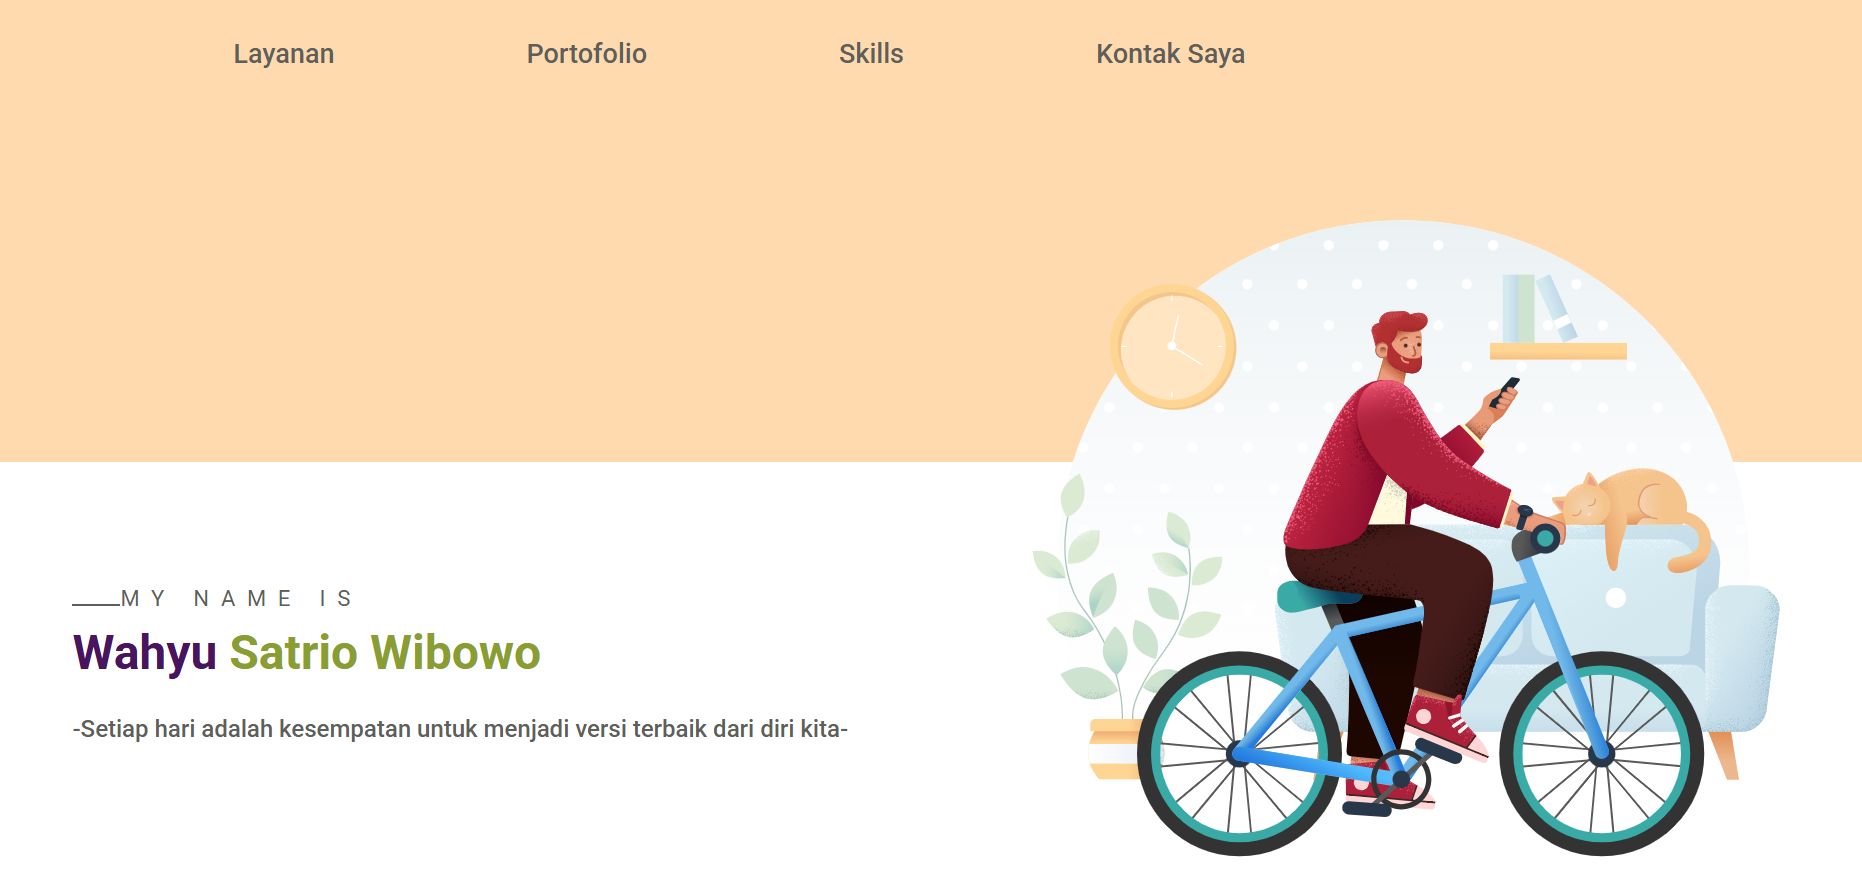 Layanan Portofolio Skills Kontak Saya
MY NAME IS
Wahyu Satrio Wibowo
-Setiap hari adalah kesempatan untuk menjadi versi terbaik dari diri kita-